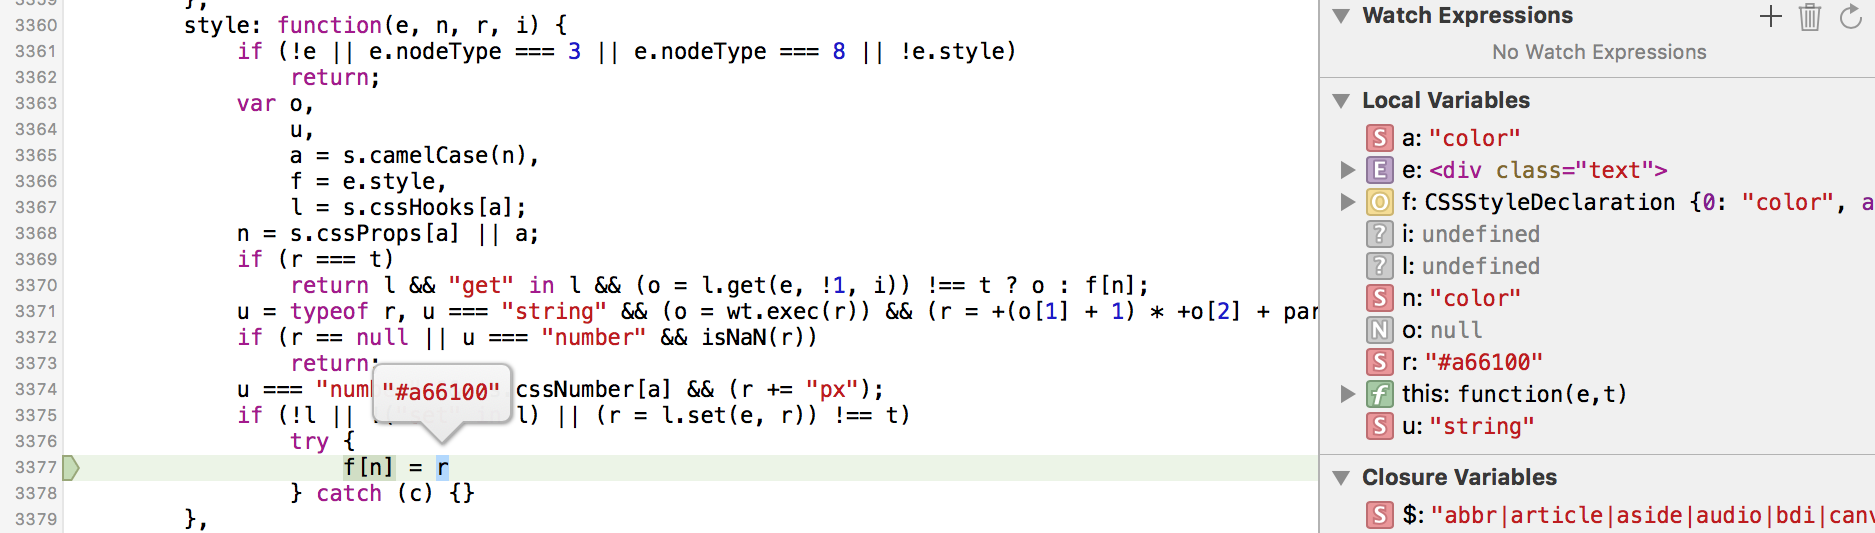 3359 },
3360 style: function(e, n, r, i) {
3361 if (!e || e.nodeType === 3 || e.nodeType === 8 || !e.style)
3362 return;
3363 var o,
3364 u,
3365 a = s.camelCase(n),
3366 f = e.style,
3367 l = s.cssHooks[a];
3368 n = s.cssProps[a] || a;
3369 if (r === t)
3370 return l && "get" in l && (o = l.get(e, !1, i)) !== t ? o : f[n];
3371 u = typeof r, u === "string" && (o = wt.exec(r)) && (r = +(o[1] + 1) * +o[2] + par
3372 if (r == null || u === "number" && isNaN(r))
3373 return;
3374 u === "num cssNumber[a] && (r += "px");
3375 if (!l || l) || (r = l.set(e, r)) !== t)
3376 try {
3377 f[n] = r
3378 } catch (c) {}
3379 },
"#a66100"
Watch Expressions
No Watch Expressions
Local Variables
S a: "color"
E e: <div class="text">
O f: CSSStyleDeclaration {0: "color", a
? i: undefined
? l: undefined
S n: "color"
N o: null
S r: "#a66100"
f this: function(e,t)
S u: "string"
Closure Variables
S $: "abbr|article|aside|audio|bdi|canv